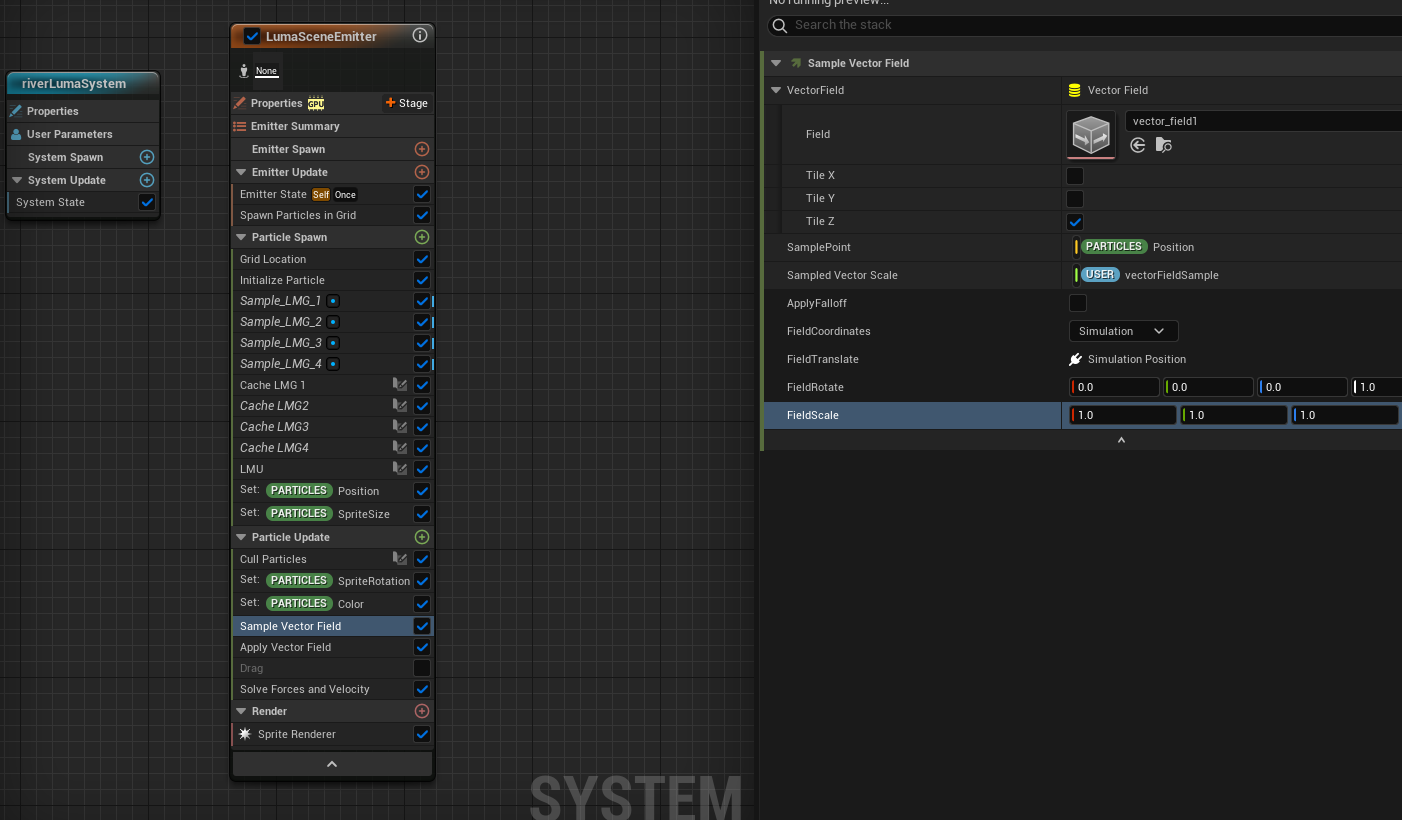 No running preview...
Search the stack
LumaSceneEmitter
None
riverLumaSystem
Properties
User Parameters
System Spawn
System Update
System State
Properties GPU + Stage
Emitter Summary
Emitter Spawn
Emitter Update
Emitter State Self Once
Spawn Particles in Grid
Particle Spawn
Grid Location
Initialize Particle
Sample_LMG_1
Sample_LMG_2
Sample_LMG_3
Sample_LMG_4
Cache LMG 1
Cache LMG2
Cache LMG3
Cache LMG4
LMU
Set: PARTICLES Position
Set: PARTICLES SpriteSize
Particle Update
Cull Particles
Set: PARTICLES SpriteRotation
Set: PARTICLES Color
Sample Vector Field
Apply Vector Field
Drag
Solve Forces and Velocity
Render
Sprite Renderer
SYSTEM
Sample Vector Field
VectorField Vector Field
Field vector_field1
Tile X
Tile Y
Tile Z
SamplePoint PARTICLES Position
Sampled Vector Scale USER vectorFieldSample
ApplyFalloff
FieldCoordinates Simulation
FieldTranslate Simulation Position
FieldRotate 0.0 0.0 0.0 1.0
FieldScale 1.0 1.0 1.0